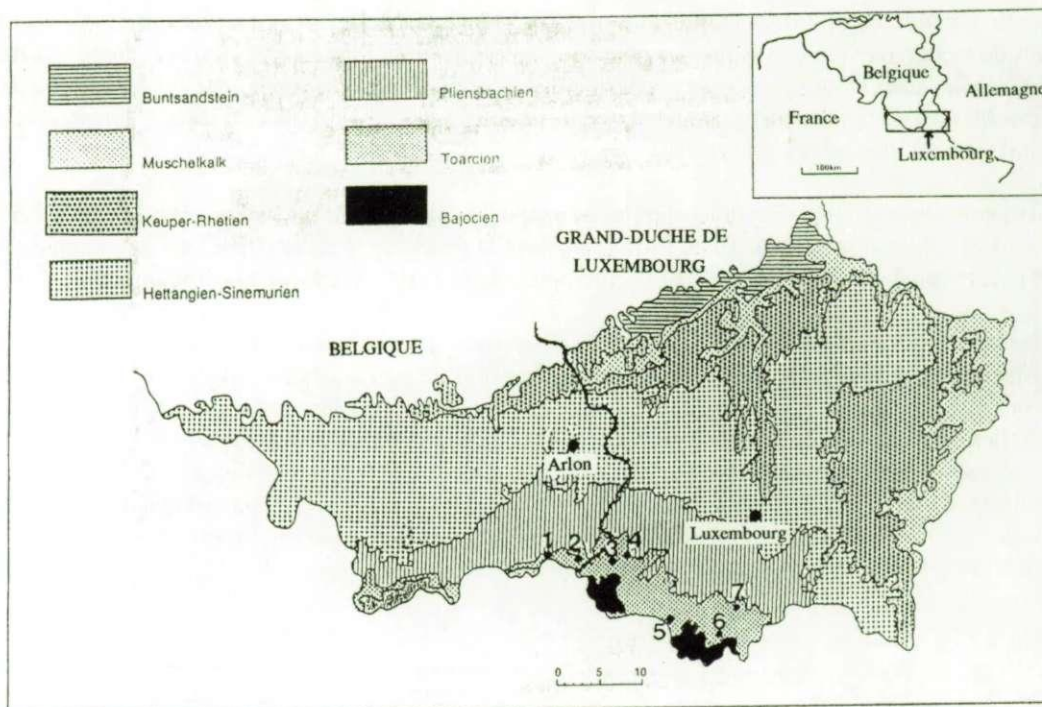 Buntsandstein
Muschelkalk
Keuper-Rhetien
Hettangien-Sinemurien
Pliensbachien
Toarcien
Bajocien
Belgique
Allemagne
France
Luxembourg
100km
GRAND-DUCHE DE
LUXEMBOURG
BELGIQUE
Arlon
Luxembourg
1
2
3
4
5
6
7
0 5 10